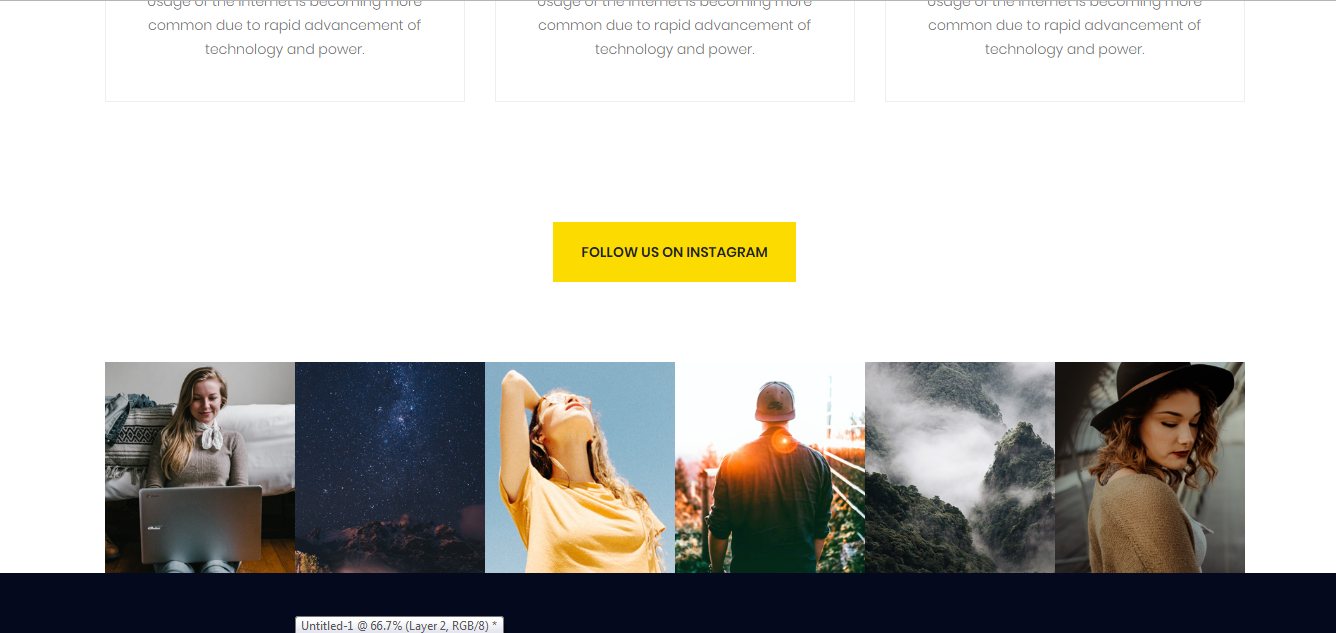 Usage of the Internet is becoming more
common due to rapid advancement of
technology and power.
Usage of the Internet is becoming more
common due to rapid advancement of
technology and power.
Usage of the Internet is becoming more
common due to rapid advancement of
technology and power.
FOLLOW US ON INSTAGRAM
Untitled-1 @ 66.7% (Layer 2, RGB/8) *